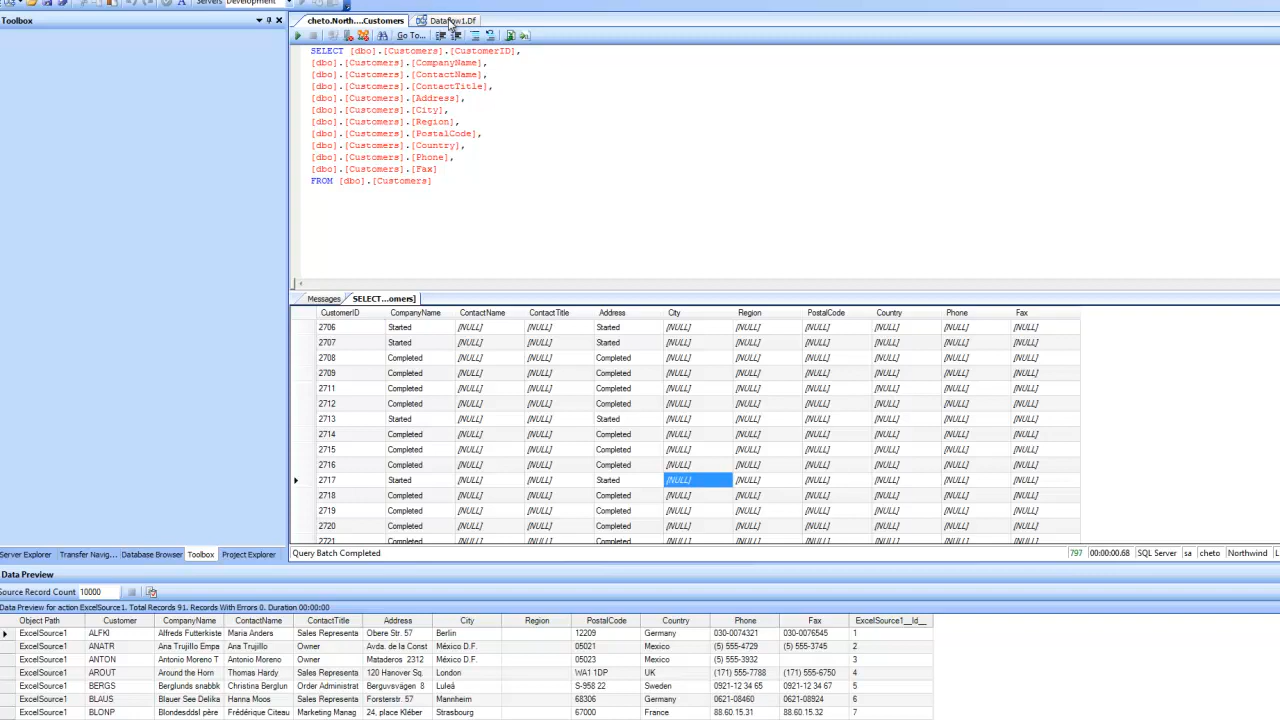 Servers Development
Toolbox
cheto.North....Customers Dataflow1.Df
Go To...
SELECT [dbo].[Customers].[CustomerID],
[dbo].[Customers].[CompanyName],
[dbo].[Customers].[ContactName],
[dbo].[Customers].[ContactTitle],
[dbo].[Customers].[Address],
[dbo].[Customers].[City],
[dbo].[Customers].[Region],
[dbo].[Customers].[PostalCode],
[dbo].[Customers].[Country],
[dbo].[Customers].[Phone],
[dbo].[Customers].[Fax]
FROM [dbo].[Customers]
Messages SELECT...omers]
CustomerID CompanyName ContactName ContactTitle Address City Region PostalCode Country Phone Fax
2706 Started [NULL] [NULL] Started [NULL] [NULL] [NULL] [NULL] [NULL] [NULL]
2707 Started [NULL] [NULL] Started [NULL] [NULL] [NULL] [NULL] [NULL] [NULL]
2708 Completed [NULL] [NULL] Completed [NULL] [NULL] [NULL] [NULL] [NULL] [NULL]
2709 Completed [NULL] [NULL] Completed [NULL] [NULL] [NULL] [NULL] [NULL] [NULL]
2711 Completed [NULL] [NULL] Completed [NULL] [NULL] [NULL] [NULL] [NULL] [NULL]
2712 Completed [NULL] [NULL] Completed [NULL] [NULL] [NULL] [NULL] [NULL] [NULL]
2713 Started [NULL] [NULL] Started [NULL] [NULL] [NULL] [NULL] [NULL] [NULL]
2714 Completed [NULL] [NULL] Completed [NULL] [NULL] [NULL] [NULL] [NULL] [NULL]
2715 Completed [NULL] [NULL] Completed [NULL] [NULL] [NULL] [NULL] [NULL] [NULL]
2716 Completed [NULL] [NULL] Completed [NULL] [NULL] [NULL] [NULL] [NULL] [NULL]
2717 Started [NULL] [NULL] Started [NULL] [NULL] [NULL] [NULL] [NULL] [NULL]
2718 Completed [NULL] [NULL] Completed [NULL] [NULL] [NULL] [NULL] [NULL] [NULL]
2719 Completed [NULL] [NULL] Completed [NULL] [NULL] [NULL] [NULL] [NULL] [NULL]
2720 Completed [NULL] [NULL] Completed [NULL] [NULL] [NULL] [NULL] [NULL] [NULL]
2721 Completed [NULL] [NULL] Completed [NULL] [NULL] [NULL] [NULL] [NULL] [NULL]
Server Explorer Transfer Navig... Database Browser Toolbox Project Explorer
Query Batch Completed 797 00:00:00.68 SQL Server sa cheto Northwind L
Data Preview
Source Record Count 10000
Data Preview for action ExcelSource1. Total Records 91. Records With Errors 0. Duration 00:00:00
Object Path Customer CompanyName ContactName ContactTitle Address City Region PostalCode Country Phone Fax ExcelSource1__Id__
ExcelSource1 ALFKI Alfreds Futterkiste Maria Anders Sales Representa Obere Str. 57 Berlin 12209 Germany 030-0074321 030-0076545 1
ExcelSource1 ANATR Ana Trujillo Empa Ana Trujillo Owner Avda. de la Const México D.F. 05021 Mexico (5) 555-4729 (5) 555-3745 2
ExcelSource1 ANTON Antonio Moreno T Antonio Moreno Owner Mataderos 2312 México D.F. 05023 Mexico (5) 555-3932 3
ExcelSource1 AROUT Around the Horn Thomas Hardy Sales Representa 120 Hanover Sq. London WA1 1DP UK (171) 555-7788 (171) 555-6750 4
ExcelSource1 BERGS Berglunds snabbk Christina Berglun Order Administrat Berguvsvägen 8 Luleå S-958 22 Sweden 0921-12 34 65 0921-12 34 67 5
ExcelSource1 BLAUS Blauer See Delika Hanna Moos Sales Representa Forsterstr. 57 Mannheim 68306 Germany 0621-08460 0621-08924 6
ExcelSource1 BLONP Blondesddsl père Frédérique Citeau Marketing Manag 24, place Kléber Strasbourg 67000 France 88.60.15.31 88.60.15.32 7